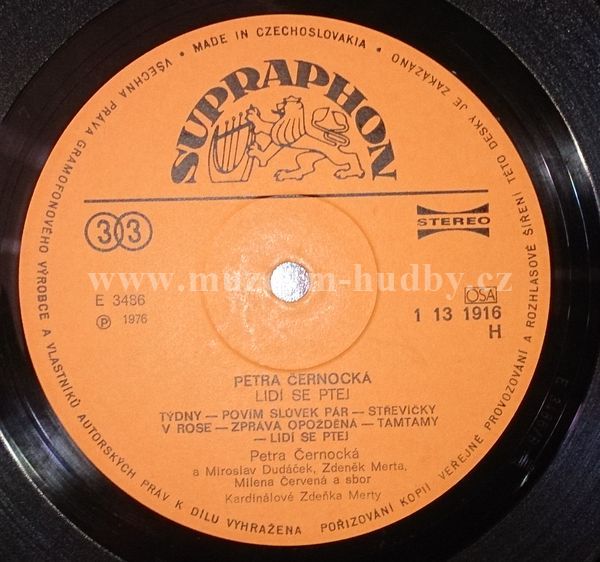 VŠECHNA PRÁVA GRAMOFONOVÉHO VÝROBCE A VLASTNÍKŮ AUTORSKÝCH PRÁV K DÍLU VYHRAŽENA POŘIZOVÁNÍ KOPIÍ VEŘEJNÉ PROVOZOVÁNÍ A ROZHLASOVÉ ŠÍŘENÍ TÉTO DESKY JE ZAKÁZÁNO • MADE IN CZECHOSLOVAKIA •
SUPRAPHON
33
STEREO
www.muzeum-hudby.cz
E 3486
OSA
℗ 1976
1 13 1916
H
PETRA ČERNOCKÁ
LIDÍ SE PTEJ
TÝDNY — POVÍM SLŮVEK PÁR — STŘEVÍČKY
V ROSE — ZPRÁVA OPOŽDĚNÁ — TAMTAMY
— LIDÍ SE PTEJ
Petra Černocká
a Miroslav Dudáček, Zdeněk Merta,
Milena Červená a sbor
Kardinálové Zdeňka Merty